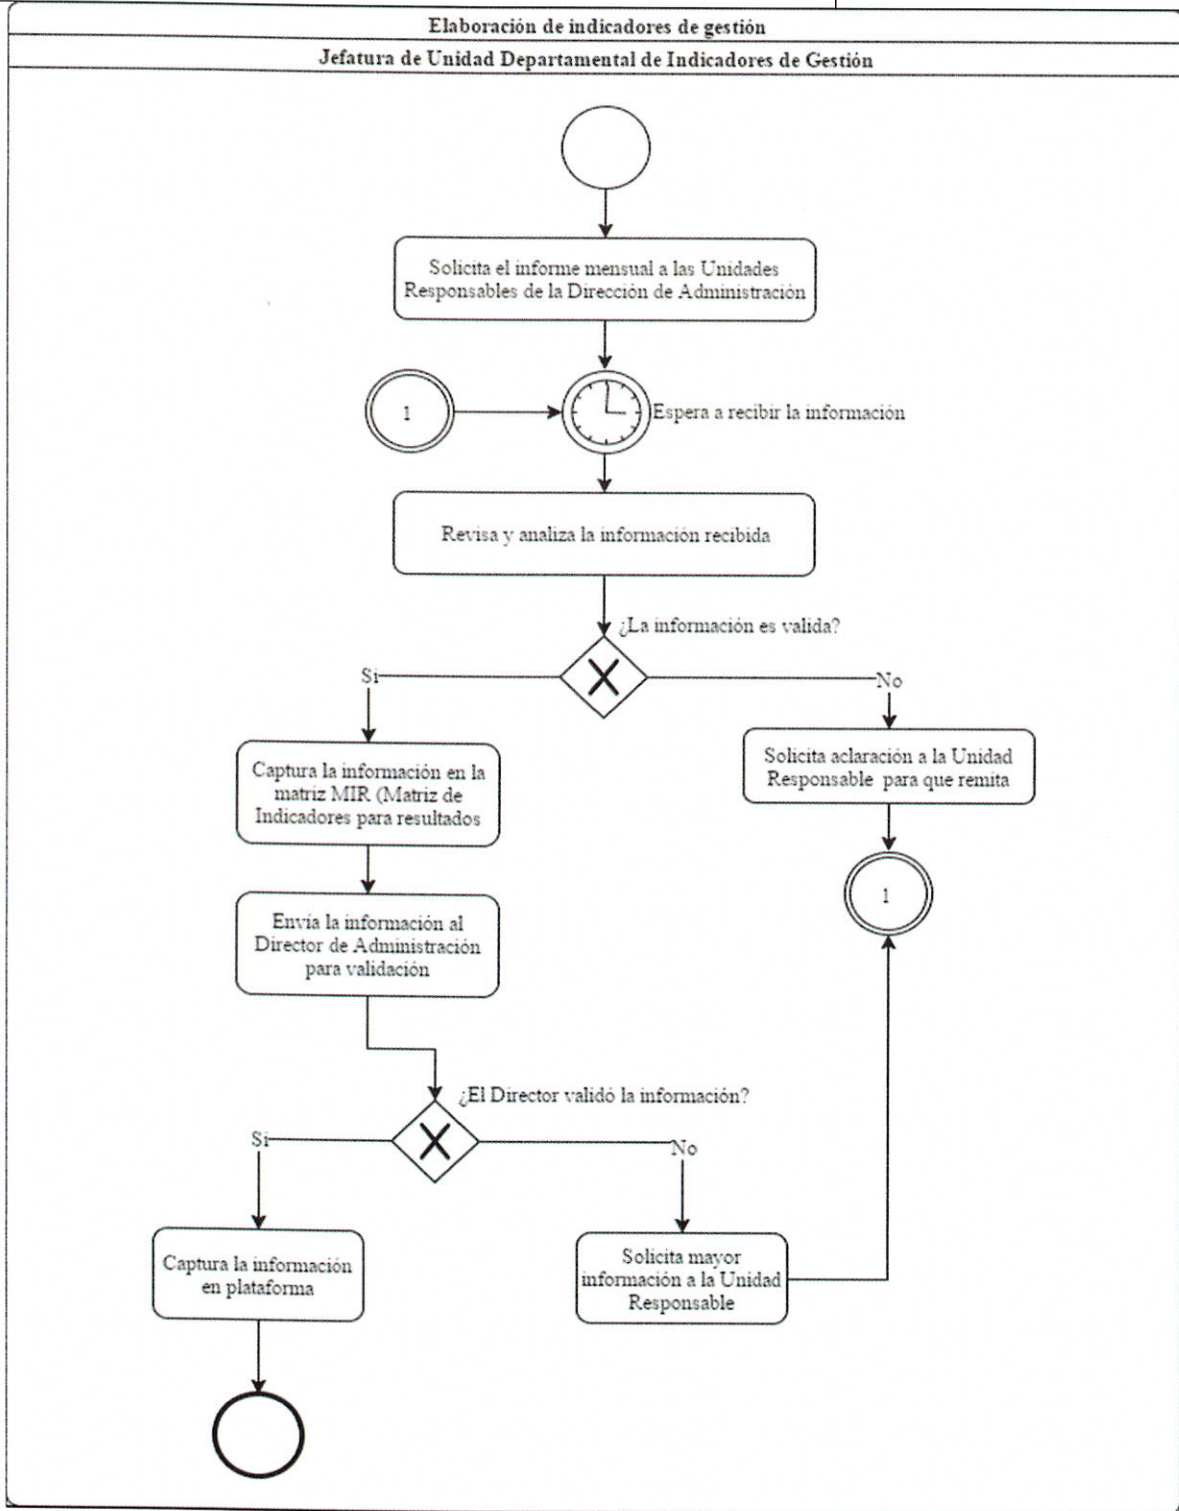 Elaboración de indicadores de gestión
Jefatura de Unidad Departamental de Indicadores de Gestión
Solicita el informe mensual a las Unidades
Responsables de la Dirección de Administración
1
Espera a recibir la información
Revisa y analiza la información recibida
¿La información es valida?
Si
No
Captura la información en la
matriz MIR (Matriz de
Indicadores para resultados
Solicita aclaración a la Unidad
Responsable para que remita
1
Envía la información al
Director de Administración
para validación
¿El Director validó la información?
Si
No
Captura la información
en plataforma
Solicita mayor
información a la Unidad
Responsable